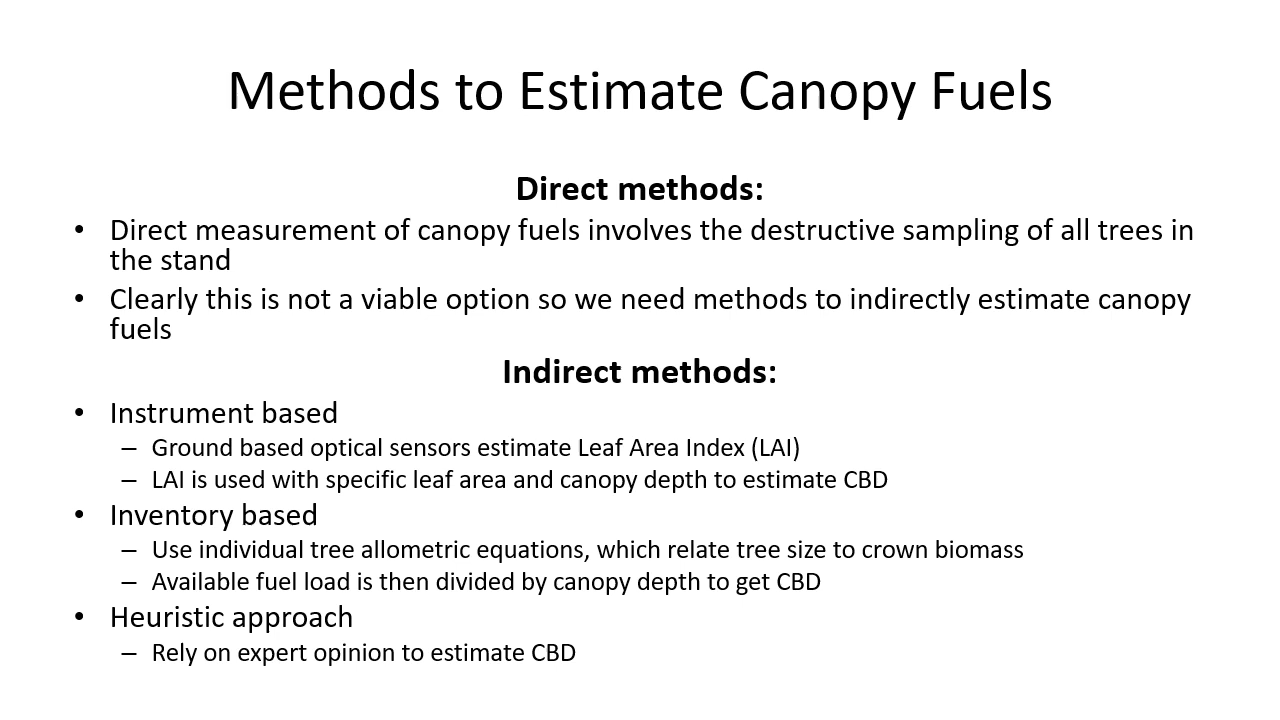 Methods to Estimate Canopy Fuels
Direct methods:
• Direct measurement of canopy fuels involves the destructive sampling of all trees in
the stand
• Clearly this is not a viable option so we need methods to indirectly estimate canopy
fuels
Indirect methods:
• Instrument based
– Ground based optical sensors estimate Leaf Area Index (LAI)
– LAI is used with specific leaf area and canopy depth to estimate CBD
• Inventory based
– Use individual tree allometric equations, which relate tree size to crown biomass
– Available fuel load is then divided by canopy depth to get CBD
• Heuristic approach
– Rely on expert opinion to estimate CBD